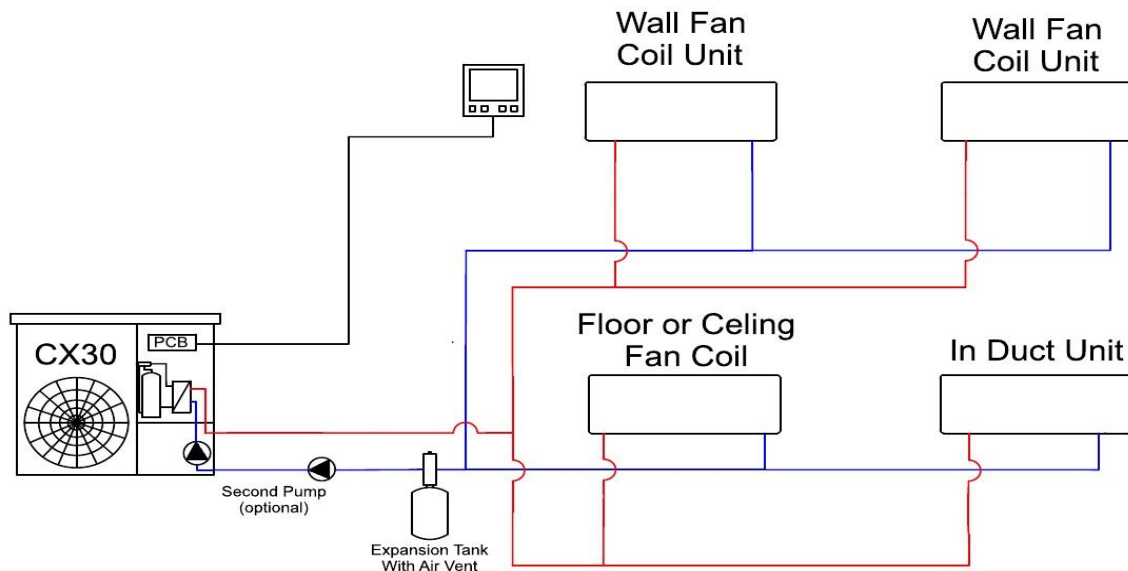 Wall Fan
Coil Unit
Wall Fan
Coil Unit
PCB
CX30
Floor or Celing
Fan Coil
In Duct Unit
Second Pump
(optional)
Expansion Tank
With Air Vent